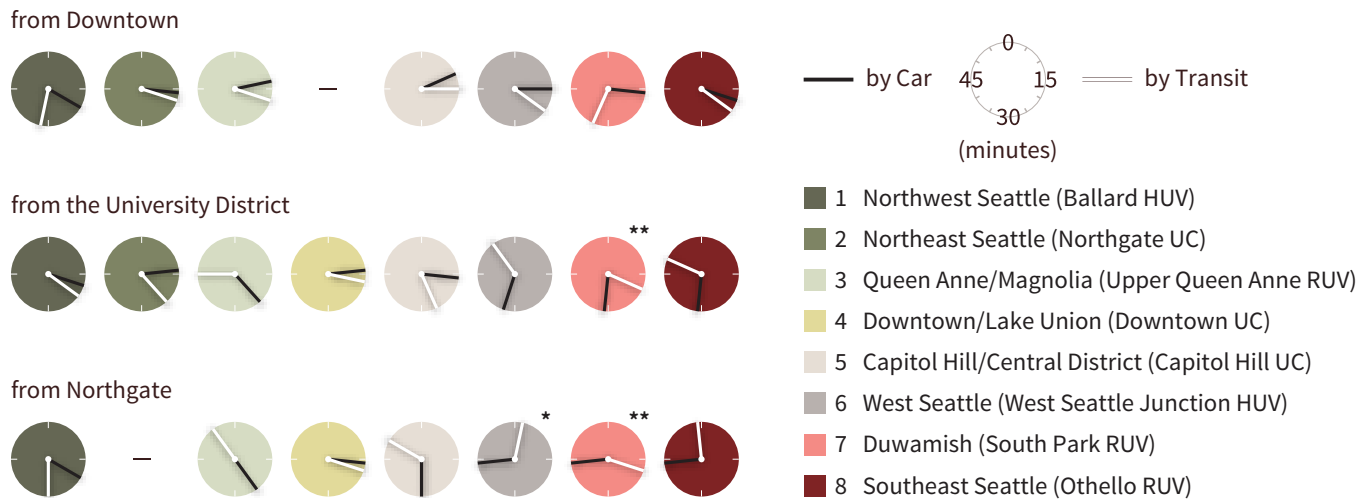 from Downtown
from the University District
**
from Northgate
* **
by Car
0
45 15
30
(minutes)
by Transit
1 Northwest Seattle (Ballard HUV)
2 Northeast Seattle (Northgate UC)
3 Queen Anne/Magnolia (Upper Queen Anne RUV)
4 Downtown/Lake Union (Downtown UC)
5 Capitol Hill/Central District (Capitol Hill UC)
6 West Seattle (West Seattle Junction HUV)
7 Duwamish (South Park RUV)
8 Southeast Seattle (Othello RUV)